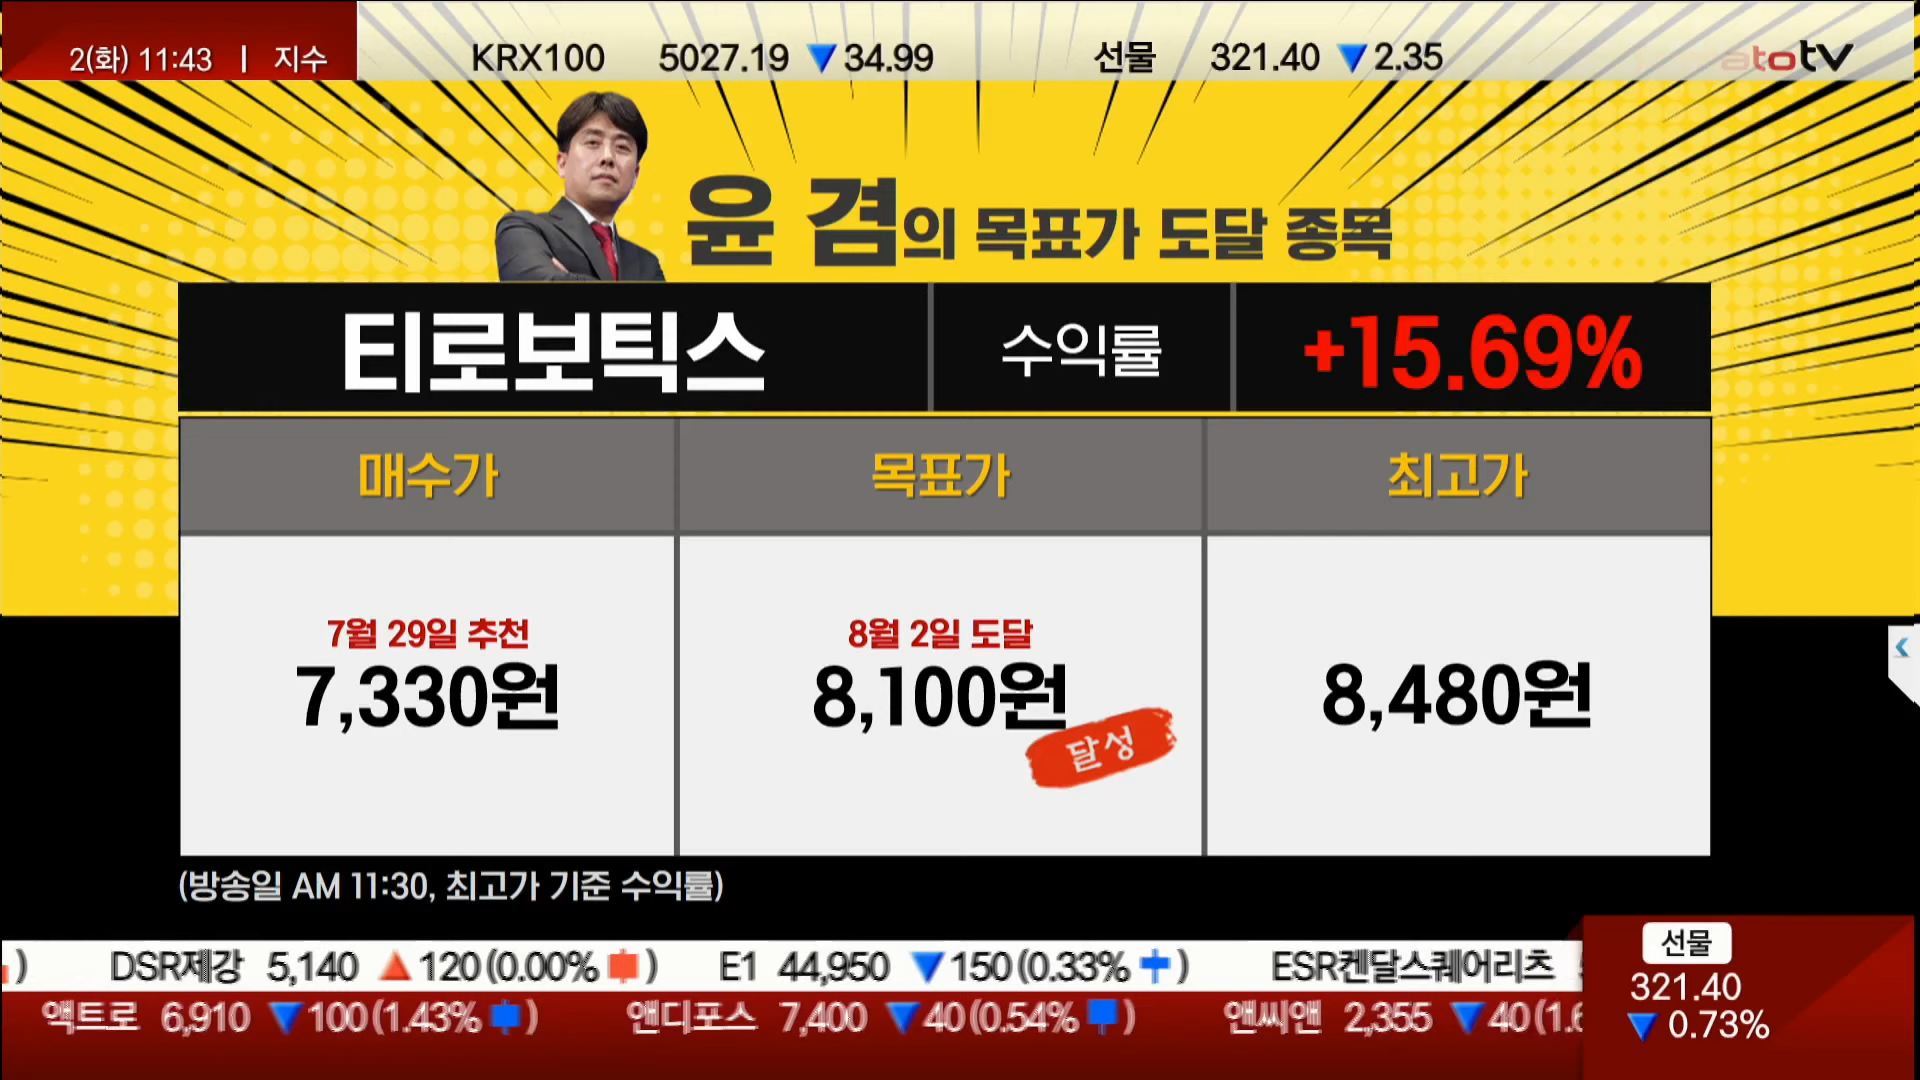 2(화) 11:43 | 지수 KRX100 5027.19 ▼34.99 선물 321.40 ▼2.35
atotv
윤 겸의 목표가 도달 종목
티로보틱스 수익률 +15.69%
매수가 목표가 최고가
7월 29일 추천 8월 2일 도달
7,330원 8,100원 8,480원
달성
(방송일 AM 11:30, 최고가 기준 수익률)
) DSR제강 5,140 ▲120(0.00% ) E1 44,950 ▼150(0.33% ) ESR켄달스퀘어리츠
액트로 6,910 ▼100(1.43% ) 앤디포스 7,400 ▼40(0.54% ) 앤씨앤 2,355 ▼40(1.6
선물
321.40
▼ 0.73%